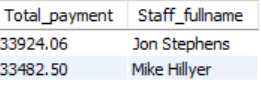 Total_payment Staff_fullname
33924.06 Jon Stephens
33482.50 Mike Hillyer